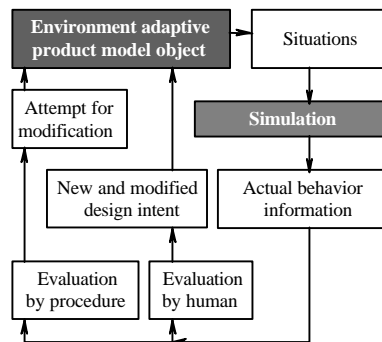 Environment adaptive
product model object
Situations
Attempt for
modification
Simulation
New and modified
design intent
Actual behavior
information
Evaluation
by procedure
Evaluation
by human